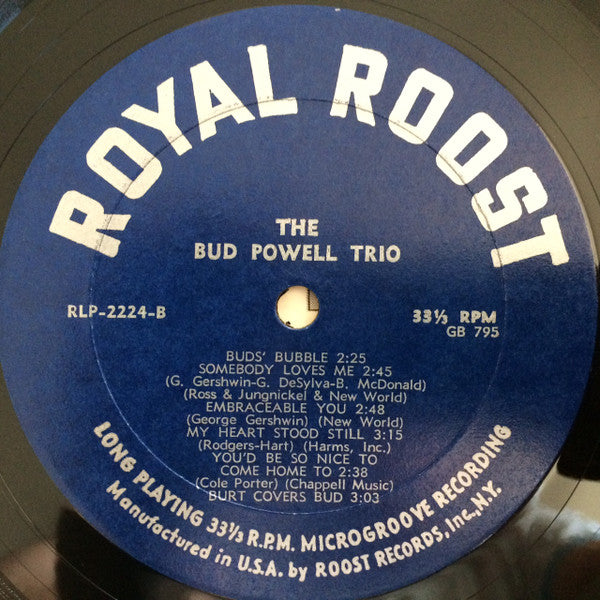 ROYAL ROOST
THE
BUD POWELL TRIO
RLP-2224-B
33⅓ RPM
GB 795
BUDS' BUBBLE 2:25
SOMEBODY LOVES ME 2:45
(G. Gershwin-G. DeSylva-B. McDonald)
(Ross & Jungnickel & New World)
EMBRACEABLE YOU 2:48
(George Gershwin) (New World)
MY HEART STOOD STILL 3:15
(Rodgers-Hart) (Harms, Inc.)
YOU'D BE SO NICE TO
COME HOME TO 2:38
(Cole Porter) (Chappell Music)
BURT COVERS BUD 3:03
LONG PLAYING 33⅓ R.P.M. MICROGROOVE RECORDING
Manufactured in U.S.A. by ROOST RECORDS, Inc., N.Y.